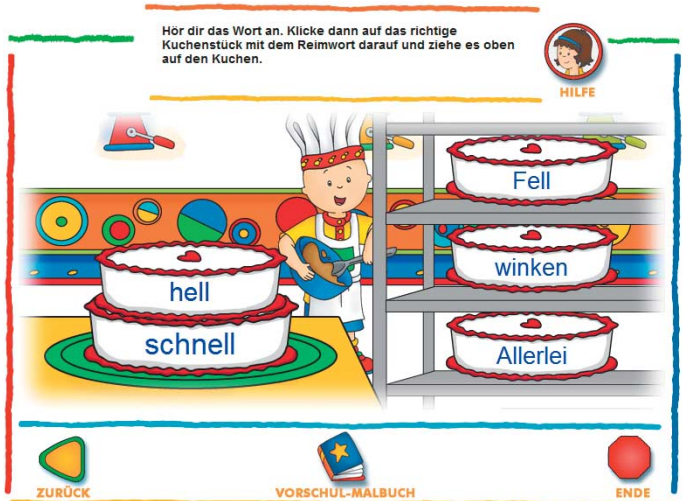 Hör dir das Wort an. Klicke dann auf das richtige
Kuchenstück mit dem Reimwort darauf und ziehe es oben
auf den Kuchen.
HILFE
Fell
winken
Allerlei
hell
schnell
ZURÜCK
VORSCHUL-MALBUCH
ENDE